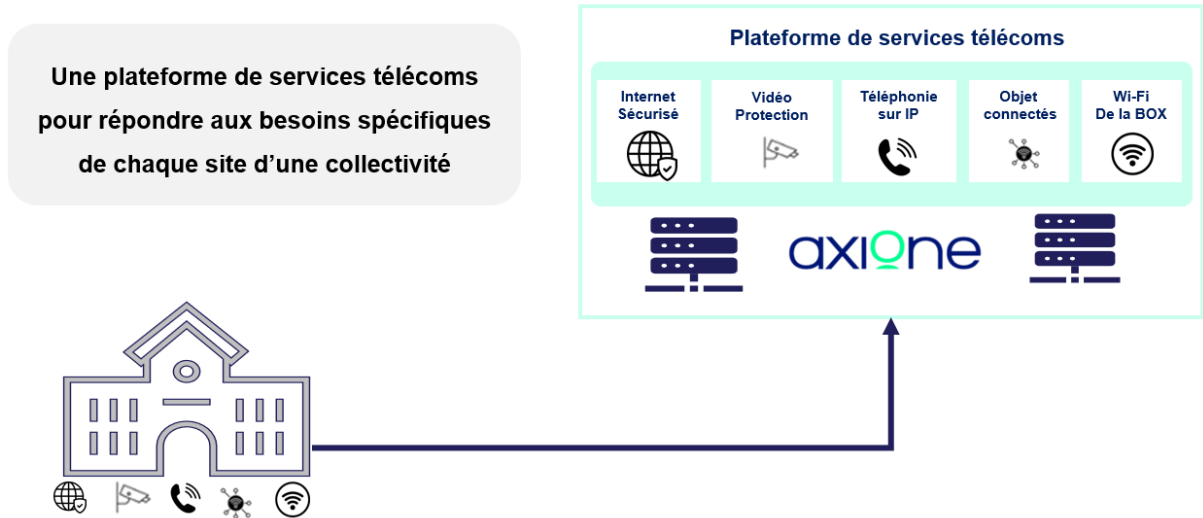 Une plateforme de services télécoms
pour répondre aux besoins spécifiques
de chaque site d’une collectivité
Plateforme de services télécoms
Internet
Sécurisé
Vidéo
Protection
Téléphonie
sur IP
Objet
connectés
Wi-Fi
De la BOX
axione